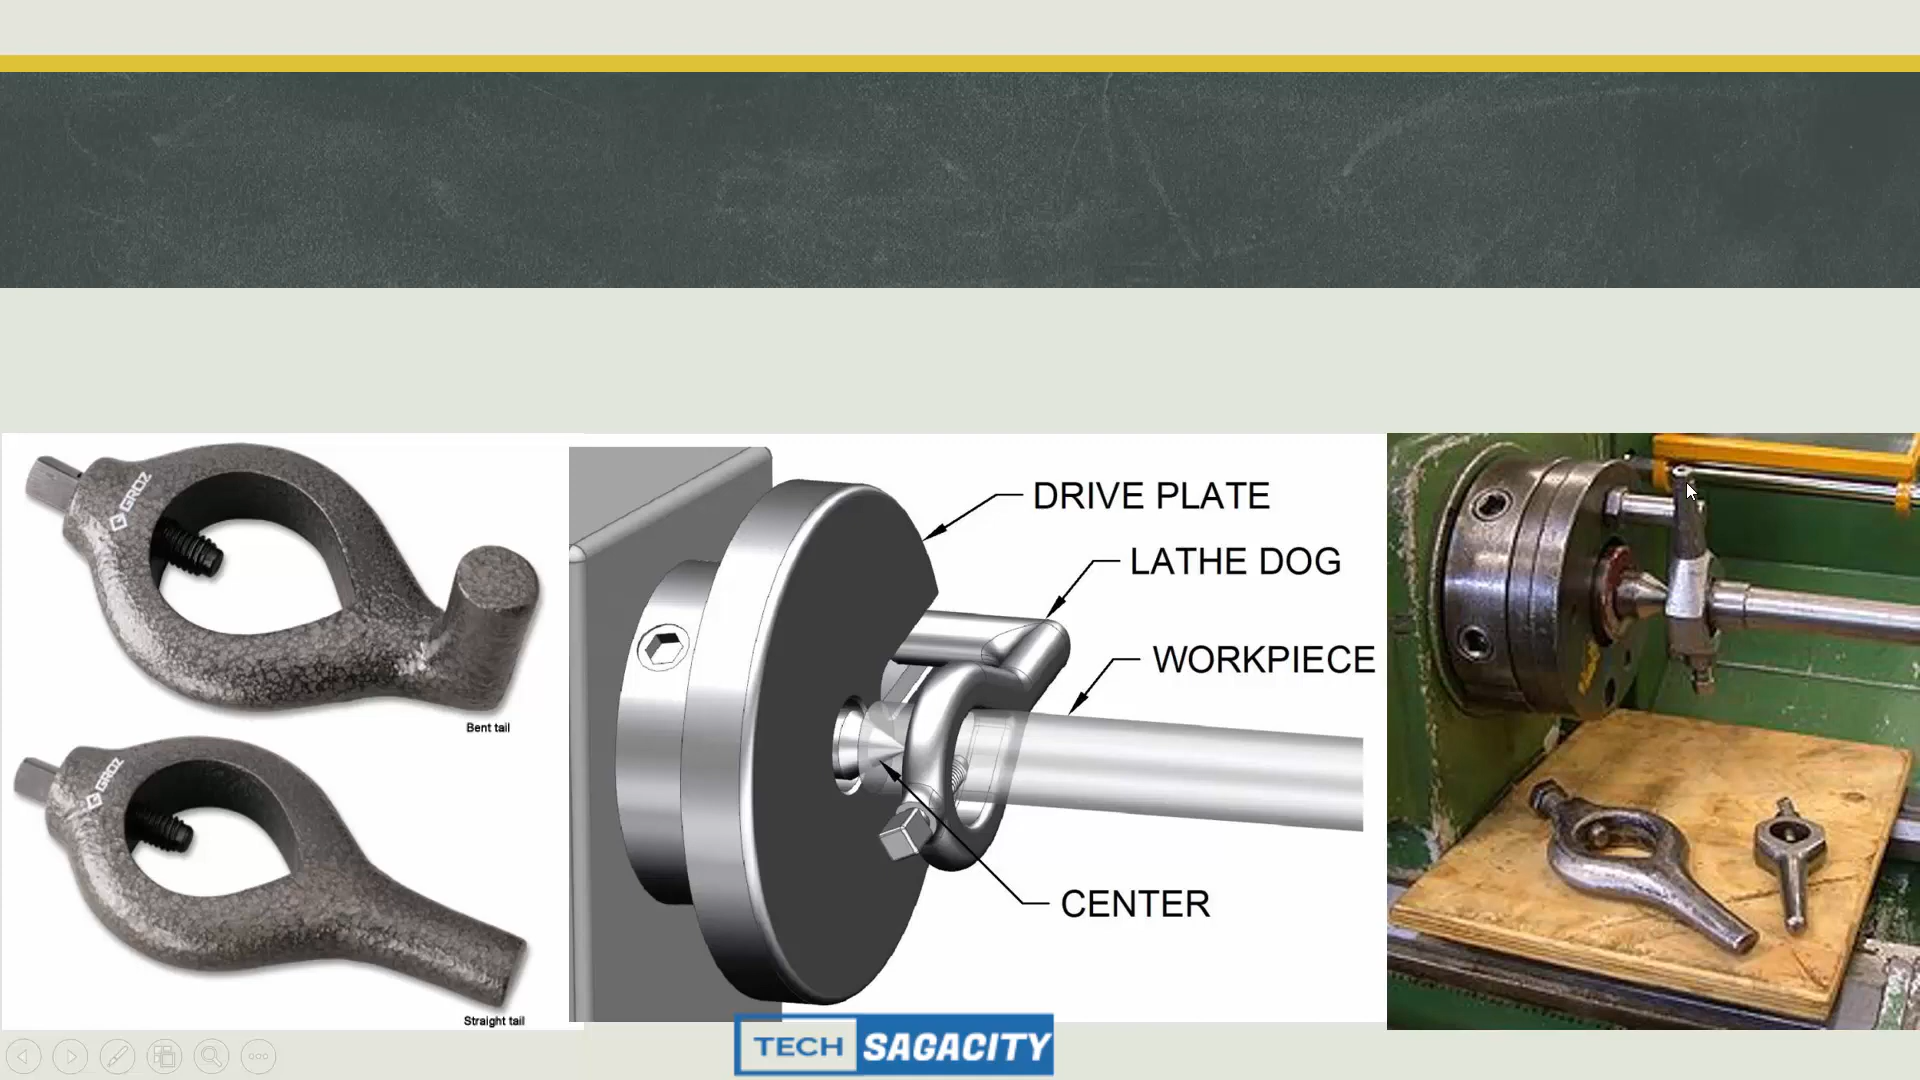 GROZ
Bent tail
GROZ
Straight tail
DRIVE PLATE
LATHE DOG
WORKPIECE
CENTER
TECH SAGACITY